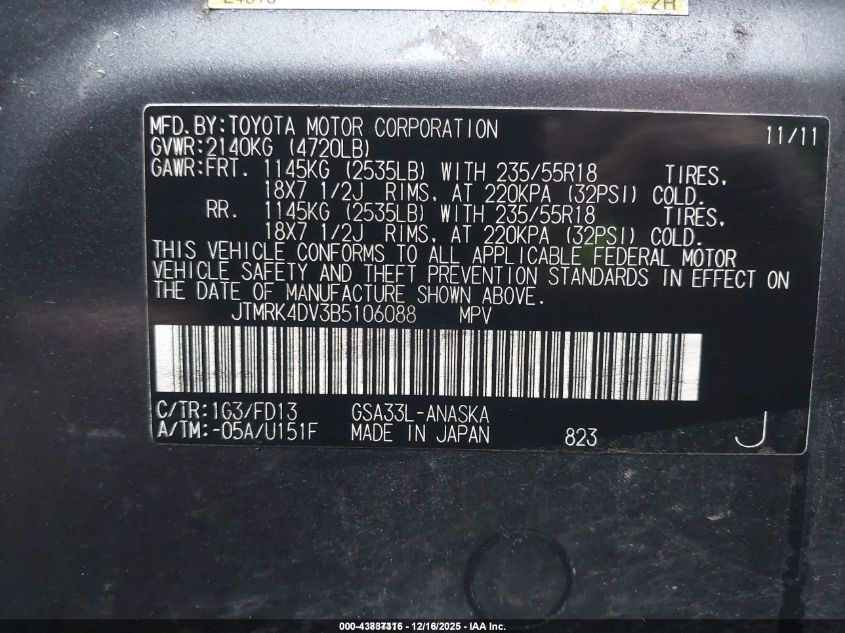 MFD.BY:TOYOTA MOTOR CORPORATION 11/11
GVWR:2140KG (4720LB)
GAWR:FRT. 1145KG (2535LB) WITH 235/55R18 TIRES,
18X7 1/2J RIMS, AT 220KPA (32PSI) COLD.
RR. 1145KG (2535LB) WITH 235/55R18 TIRES,
18X7 1/2J RIMS, AT 220KPA (32PSI) COLD.
THIS VEHICLE CONFORMS TO ALL APPLICABLE FEDERAL MOTOR
VEHICLE SAFETY AND THEFT PREVENTION STANDARDS IN EFFECT ON
THE DATE OF MANUFACTURE SHOWN ABOVE.
JTMRK4DV3B5106088 MPV
C/TR:1G3/FD13 GSA33L-ANASKA
A/TM:-05A/U151F MADE IN JAPAN 823 J
12/16/2025 - IAA Inc.